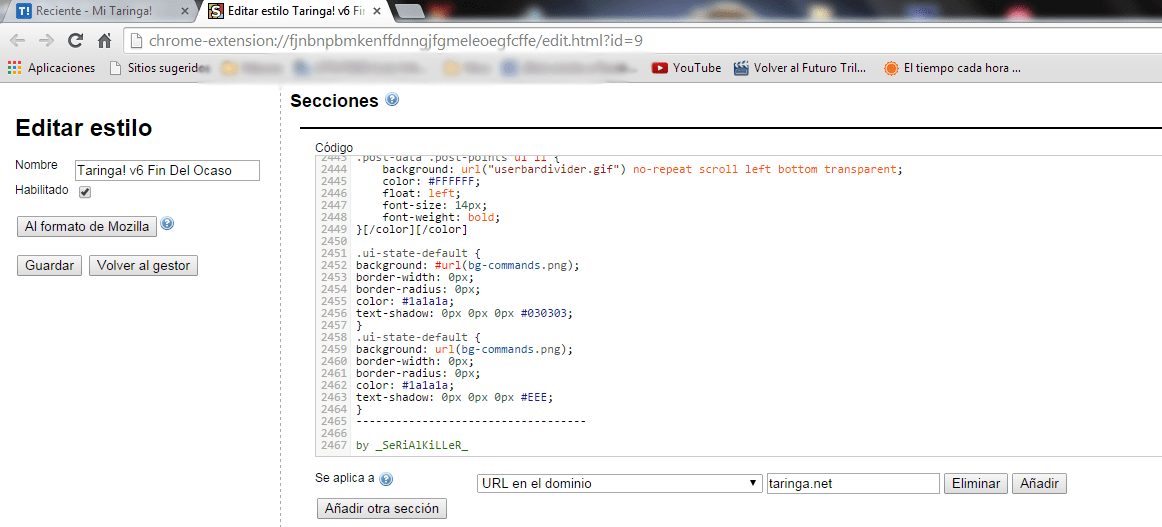 Reciente - Mi Taringa!
Editar estilo Taringa! v6 Fin
chrome-extension://fjnbnpbmkenffdnngjfgmeleoegfcffe/edit.html?id=9
Aplicaciones
Sitios sugeridos
YouTube
Volver al Futuro Tril...
El tiempo cada hora ...
Editar estilo
Nombre
Taringa! v6 Fin Del Ocaso
Habilitado
Al formato de Mozilla
Guardar
Volver al gestor
Secciones
Código
2443 .post-data .post-points ul li {
2444 background: url("userbardivider.gif") no-repeat scroll left bottom transparent;
2445 color: #FFFFFF;
2446 float: left;
2447 font-size: 14px;
2448 font-weight: bold;
2449 }[/color][/color]
2450
2451 .ui-state-default {
2452 background: #url(bg-commands.png);
2453 border-width: 0px;
2454 border-radius: 0px;
2455 color: #1a1a1a;
2456 text-shadow: 0px 0px 0px #030303;
2457 }
2458 .ui-state-default {
2459 background: url(bg-commands.png);
2460 border-width: 0px;
2461 border-radius: 0px;
2462 color: #1a1a1a;
2463 text-shadow: 0px 0px 0px #EEE;
2464 }
2465 -----------------------------------
2466
2467 by _SeRiAlKiLLeR_
Se aplica a
URL en el dominio
taringa.net
Eliminar
Añadir
Añadir otra sección